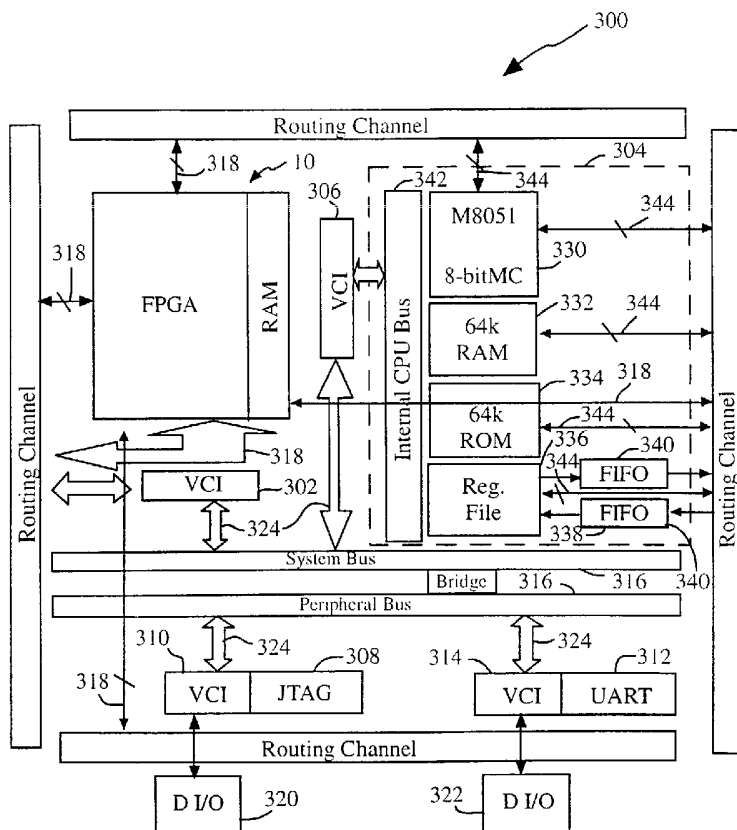 300
Routing Channel
304
318
10
342
344
306
M8051
8-bitMC
344
330
318
FPGA
RAM
VCI
Internal CPU Bus
332
64k
RAM
344
334
318
64k
ROM
344
336
340
318
344
FIFO
VCI
302
Reg.
File
FIFO
338
340
324
System Bus
316
316
Bridge
Peripheral Bus
310
324
308
314
324
312
318
VCI
JTAG
VCI
UART
Routing Channel
D I/O
320
322
D I/O
Routing Channel
Routing Channel